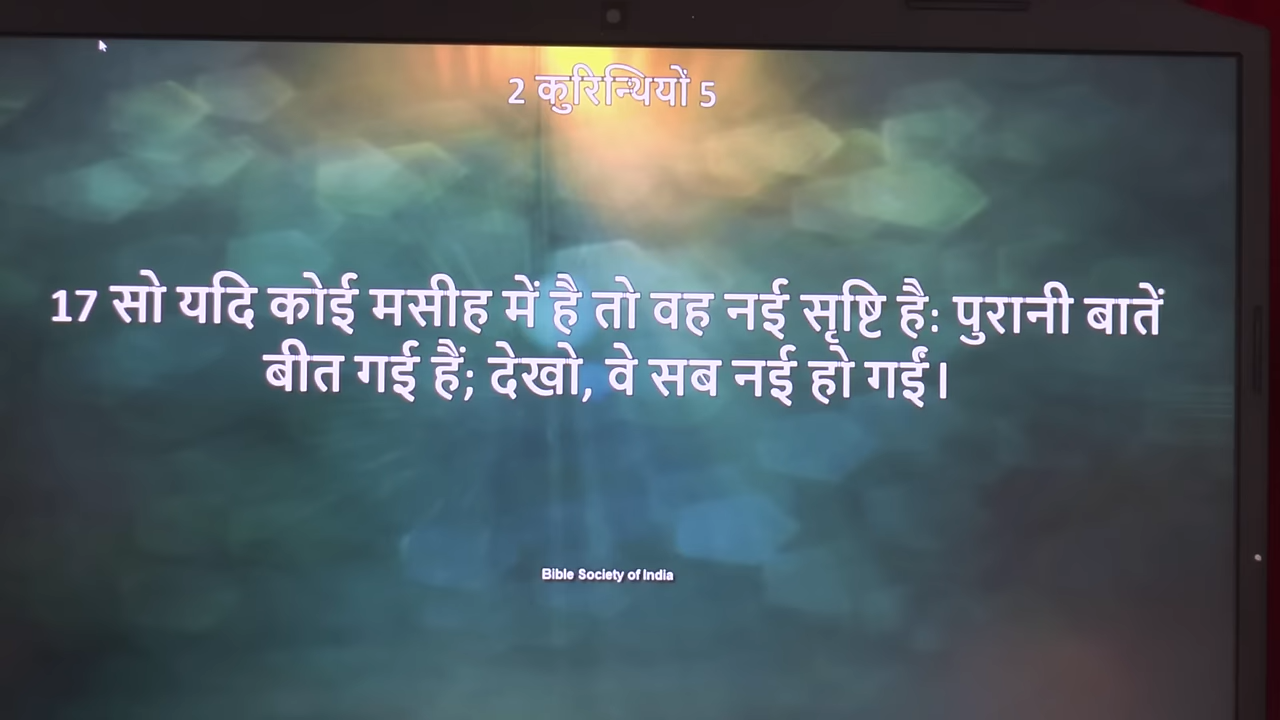 2 कुरिन्थियों 5
17 सो यदि कोई मसीह में है तो वह नई सृष्टि है: पुरानी बातें
बीत गई हैं; देखो, वे सब नई हो गईं।
Bible Society of India